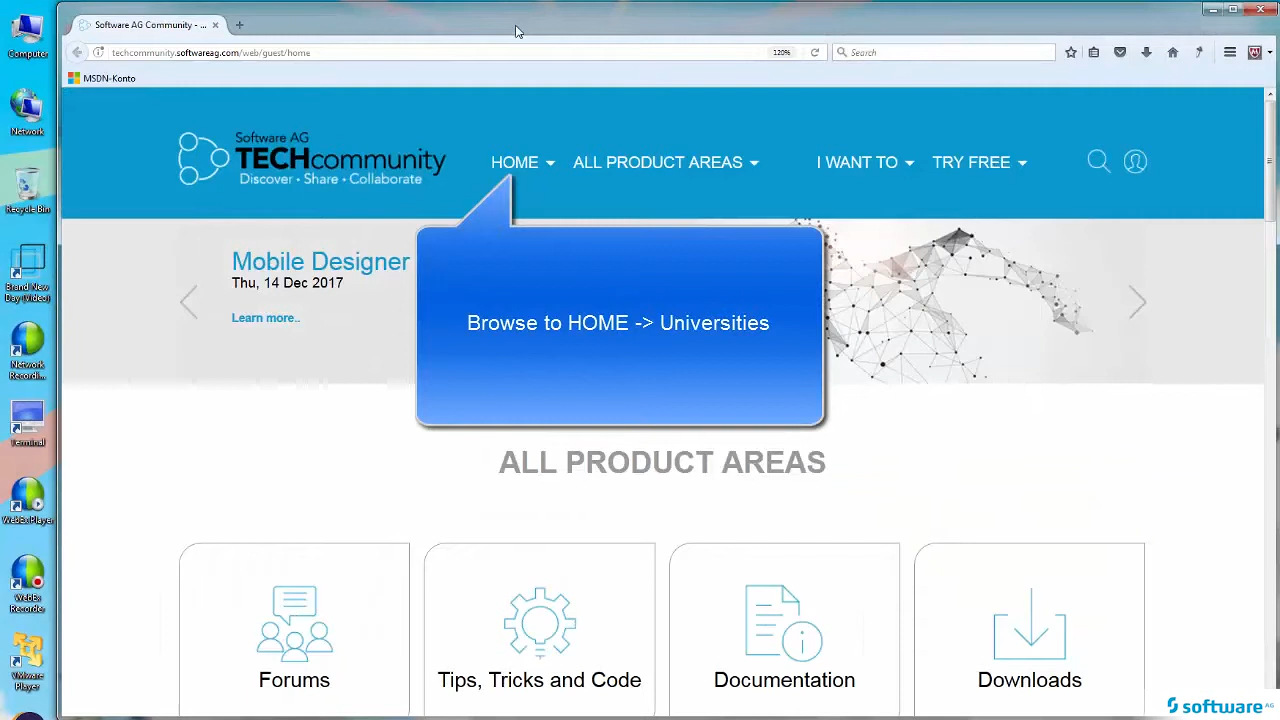 Computer
Network
Recycle Bin
Brand New
Day (Video)
Network
Recordi...
Terminal
WebEx Player
WebEx
Recorde...
VMware
Player
Software AG Community - ...
techcommunity.softwareag.com/web/guest/home
120%
Search
MSDN-Konto
Software AG
TECHcommunity
Discover • Share • Collaborate
HOME
ALL PRODUCT AREAS
I WANT TO
TRY FREE
Mobile Designer
Thu, 14 Dec 2017
Learn more..
Browse to HOME -> Universities
ALL PRODUCT AREAS
Forums
Tips, Tricks and Code
Documentation
Downloads
software AG